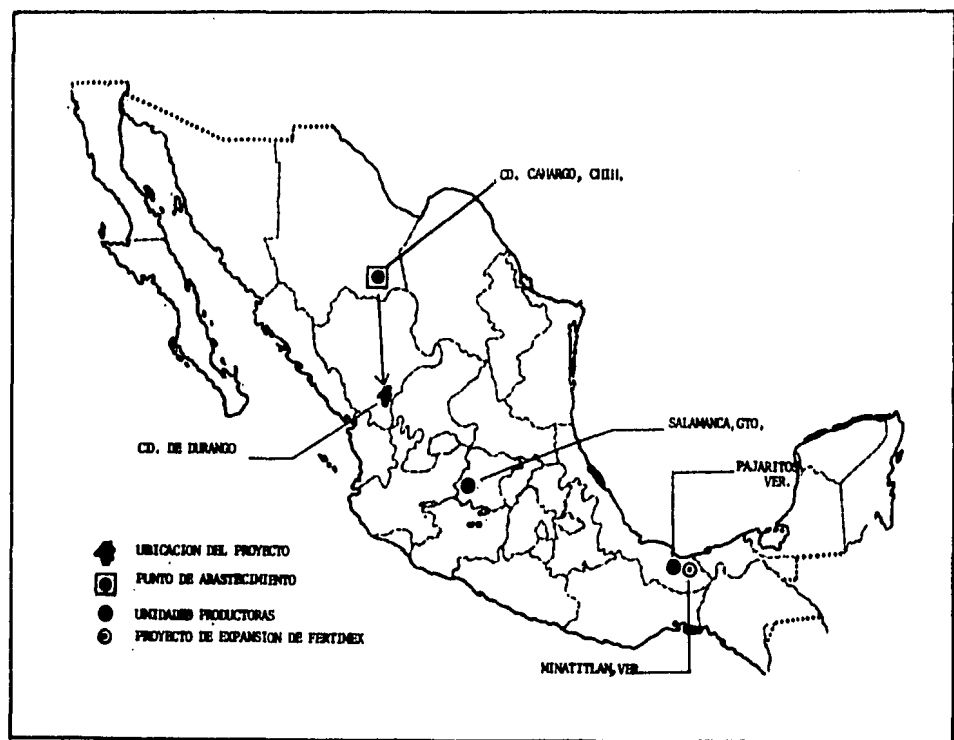 CD. CAMARGO, CHIH.
CD. DE DURANGO
SALAMANCA, GTO.
PAJARITOS,
VER.
MINATITLAN, VER.
UBICACION DEL PROYECTO
PUNTO DE ABASTECIMIENTO
UNIDADES PRODUCTORAS
PROYECTO DE EXPANSION DE FERTIMEX